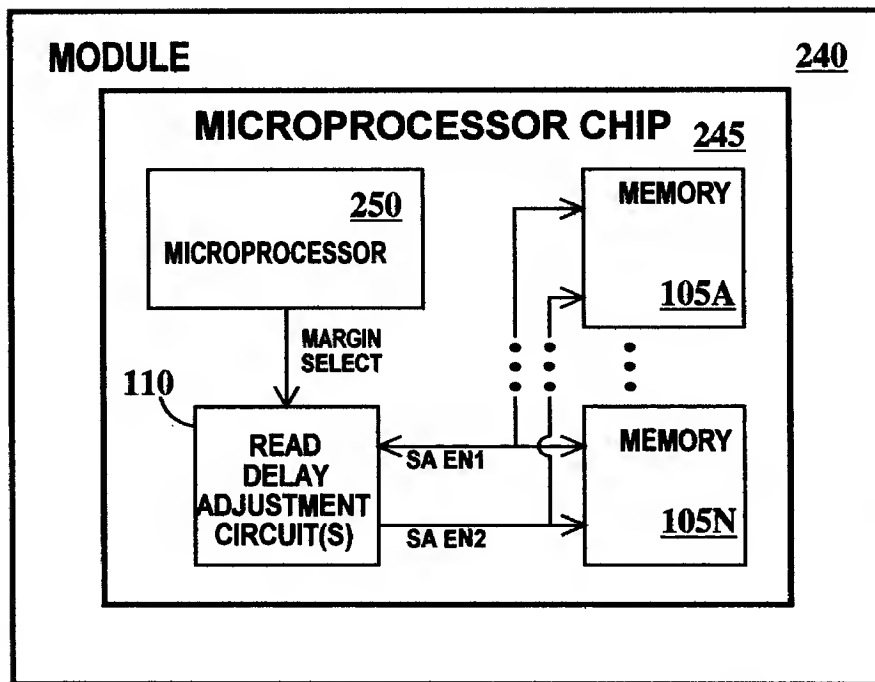 MODULE 240
MICROPROCESSOR CHIP 245
250
MICROPROCESSOR
MEMORY
105A
MARGIN
SELECT
110
READ
DELAY
ADJUSTMENT
CIRCUIT(S)
SA EN1
SA EN2
MEMORY
105N